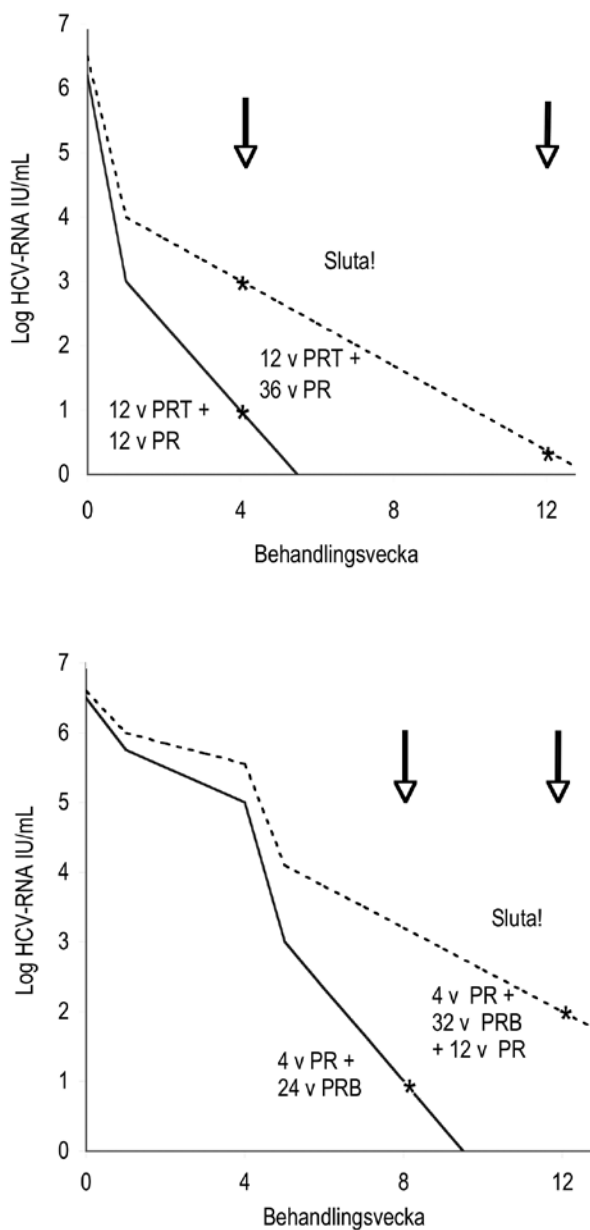 7
6
5
4
3
2
1
0
Log HCV-RNA IU/mL
Sluta!
12 v PRT +
36 v PR
12 v PRT +
12 v PR
*
*
*
0
4
8
12
Behandlingsvecka
7
6
5
4
3
2
1
0
Log HCV-RNA IU/mL
Sluta!
4 v PR +
32 v PRB
+ 12 v PR
4 v PR +
24 v PRB
*
*
0
4
8
12
Behandlingsvecka